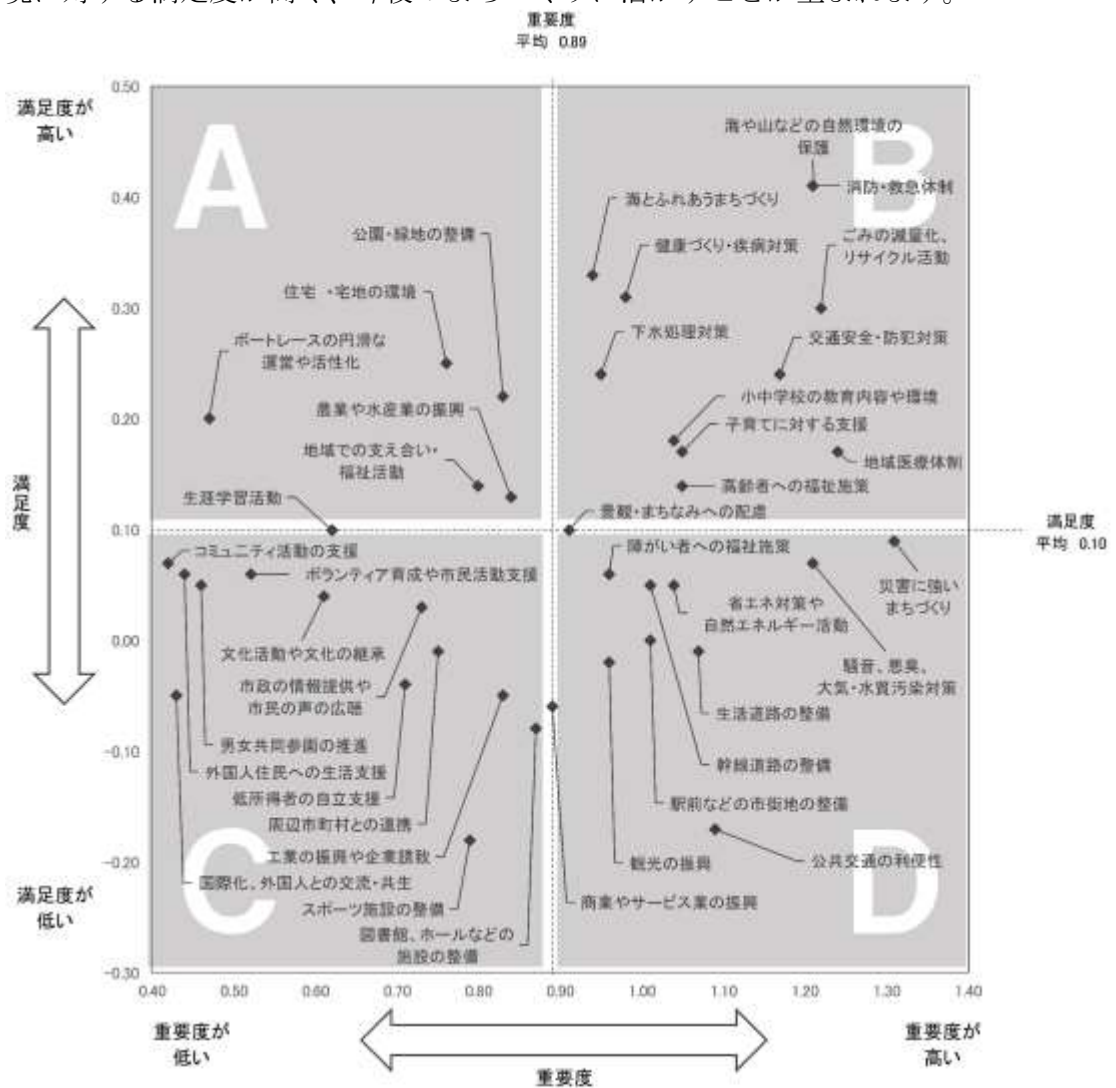 重要度
平均 0.89
0.50
満足度が
高い
A
B
海や山などの自然環境の
保護
消防・救急体制
0.40
海とふれあうまちづくり
公園・緑地の整備
健康づくり・疾病対策
ごみの減量化、
リサイクル活動
住宅 ・宅地の環境
0.30
ボートレースの円滑な
運営や活性化
下水処理対策
交通安全・防犯対策
農業や水産業の振興
小中学校の教育内容や環境
0.20
子育てに対する支援
地域での支え合い・
福祉活動
地域医療体制
高齢者への福祉施策
生涯学習活動
景観・まちなみへの配慮
満足度
0.10
満足度
平均 0.10
コミュニティ活動の支援
障がい者への福祉施策
ボランティア育成や市民活動支援
災害に強い
まちづくり
省エネ対策や
自然エネルギー活動
0.00
文化活動や文化の継承
騒音、悪臭、
大気・水質汚染対策
市政の情報提供や
市民の声の広聴
生活道路の整備
-0.10
男女共同参画の推進
幹線道路の整備
外国人住民への生活支援
低所得者の自立支援
駅前などの市街地の整備
周辺市町村との連携
C
D
工業の振興や企業誘致
観光の振興
公共交通の利便性
-0.20
国際化、外国人との交流・共生
満足度が
低い
スポーツ施設の整備
商業やサービス業の振興
図書館、ホールなどの
施設の整備
-0.30
0.40 0.50 0.60 0.70 0.80 0.90 1.00 1.10 1.20 1.30 1.40
重要度が
低い
重要度が
高い
重要度